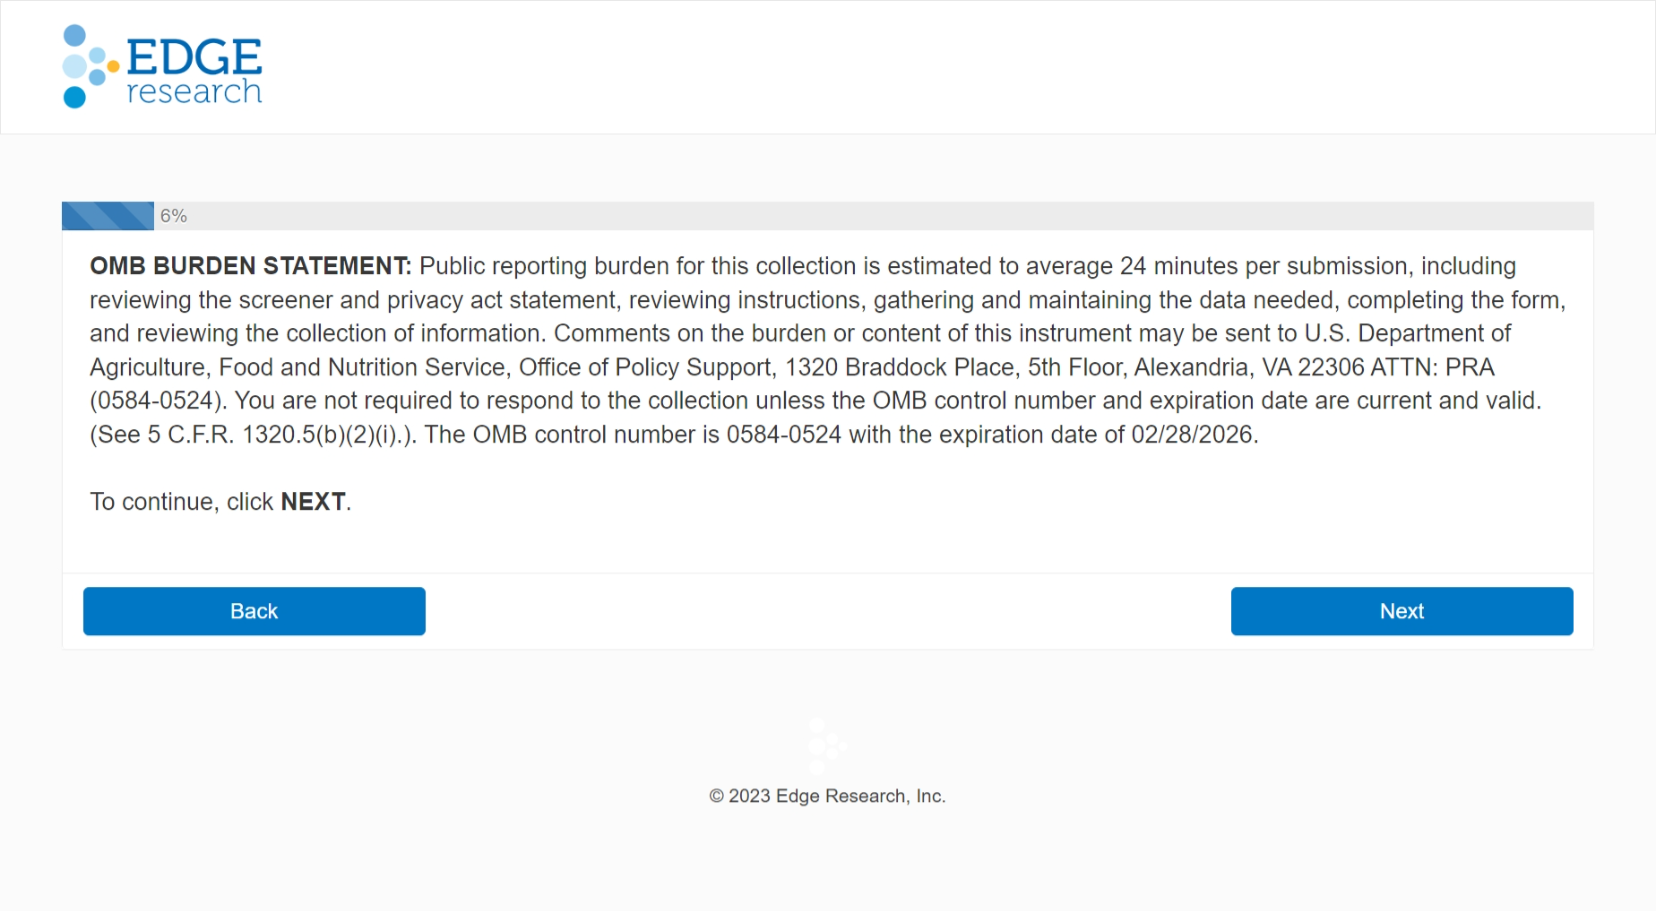 EDGE
research
6%
OMB BURDEN STATEMENT: Public reporting burden for this collection is estimated to average 24 minutes per submission, including
reviewing the screener and privacy act statement, reviewing instructions, gathering and maintaining the data needed, completing the form,
and reviewing the collection of information. Comments on the burden or content of this instrument may be sent to U.S. Department of
Agriculture, Food and Nutrition Service, Office of Policy Support, 1320 Braddock Place, 5th Floor, Alexandria, VA 22306 ATTN: PRA
(0584-0524). You are not required to respond to the collection unless the OMB control number and expiration date are current and valid.
(See 5 C.F.R. 1320.5(b)(2)(i).). The OMB control number is 0584-0524 with the expiration date of 02/28/2026.
To continue, click NEXT.
Back
Next
© 2023 Edge Research, Inc.